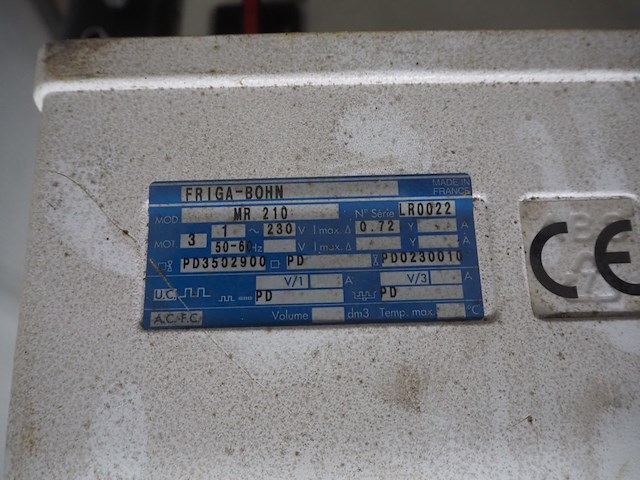 FRIGA-BOHN MADE IN
FRANCE
MOD. MR 210 N° Série LR0022
MOT 3 1 ~ 230 V I max. Δ 0.72 Y A
50-60 Hz V I max. Δ Y A
PD3502900 PD PD0230010
U.C V/1 A V/3 A
PD PD
A.C.-F.C. Volume dm3 Temp. max °C
CE